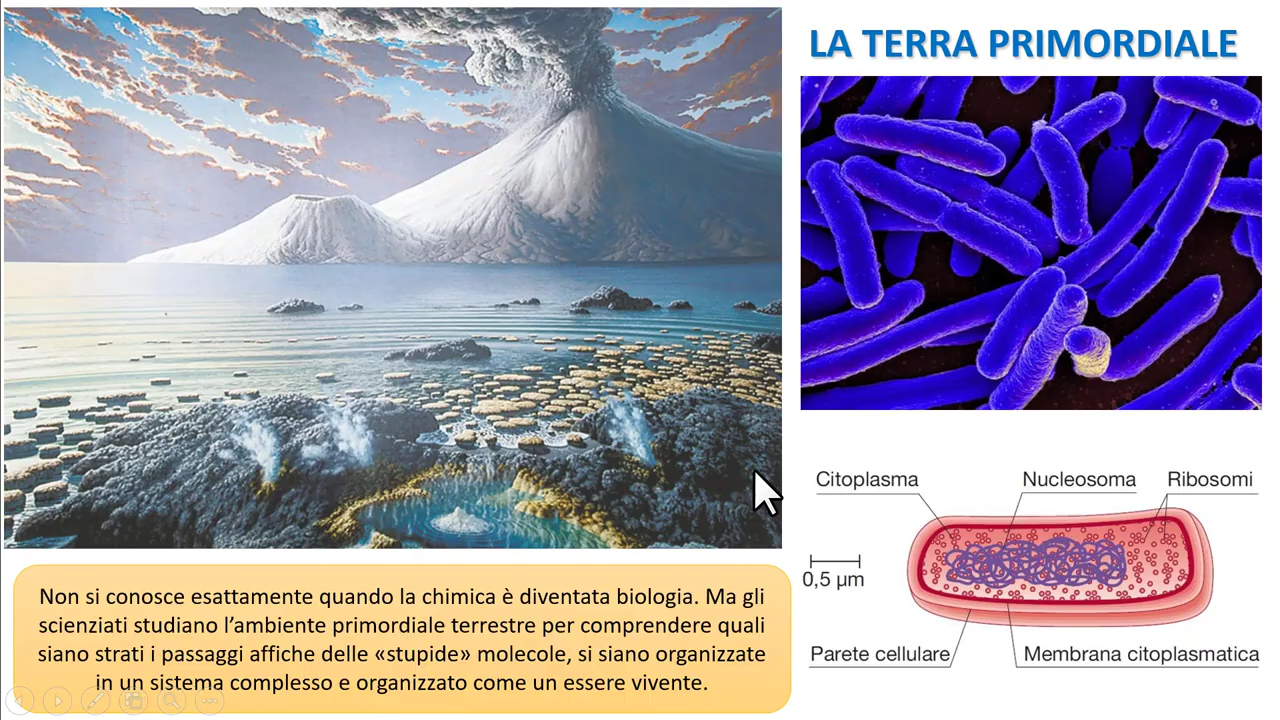 LA TERRA PRIMORDIALE
Citoplasma
Nucleosoma
Ribosomi
0,5 µm
Parete cellulare
Membrana citoplasmatica
Non si conosce esattamente quando la chimica è diventata biologia. Ma gli
scienziati studiano l’ambiente primordiale terrestre per comprendere quali
siano strati i passaggi affiche delle «stupide» molecole, si siano organizzate
in un sistema complesso e organizzato come un essere vivente.